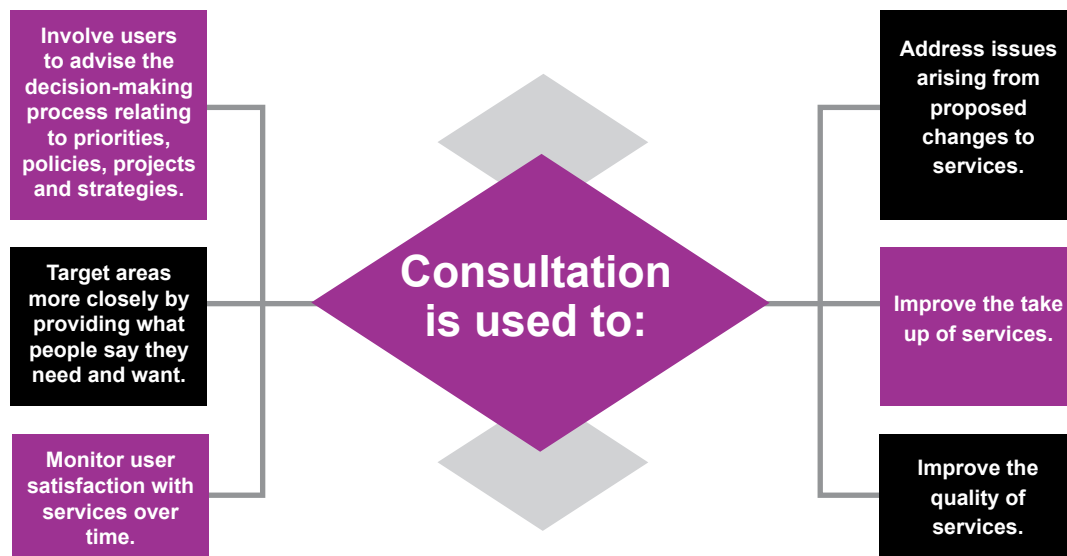 Involve users
to advise the
decision-making
process relating
to priorities,
policies, projects
and strategies.
Target areas
more closely by
providing what
people say they
need and want.
Monitor user
satisfaction with
services over
time.
Consultation
is used to:
Address issues
arising from
proposed
changes to
services.
Improve the take
up of services.
Improve the
quality of
services.